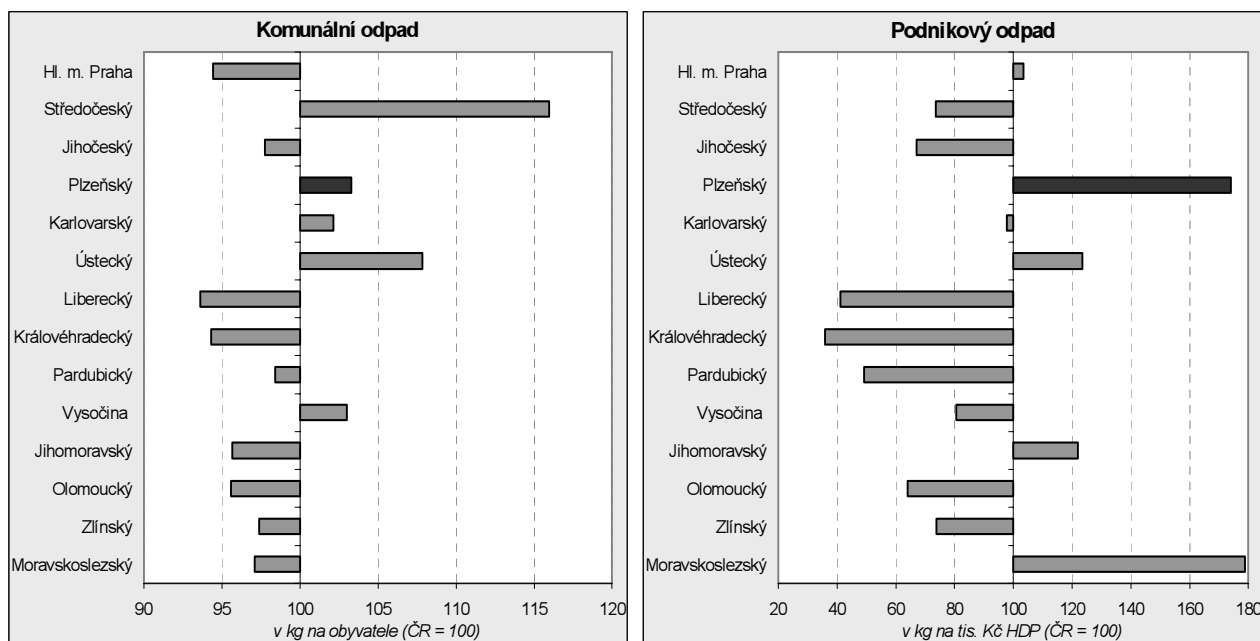 Komunální odpad
Hl. m. Praha
Středočeský
Jihočeský
Plzeňský
Karlovarský
Ústecký
Liberecký
Královéhradecký
Pardubický
Vysočina
Jihomoravský
Olomoucký
Zlínský
Moravskoslezský
90 95 100 105 110 115 120
v kg na obyvatele (ČR = 100)
Podnikový odpad
Hl. m. Praha
Středočeský
Jihočeský
Plzeňský
Karlovarský
Ústecký
Liberecký
Královéhradecký
Pardubický
Vysočina
Jihomoravský
Olomoucký
Zlínský
Moravskoslezský
20 40 60 80 100 120 140 160 180
v kg na tis. Kč HDP (ČR = 100)